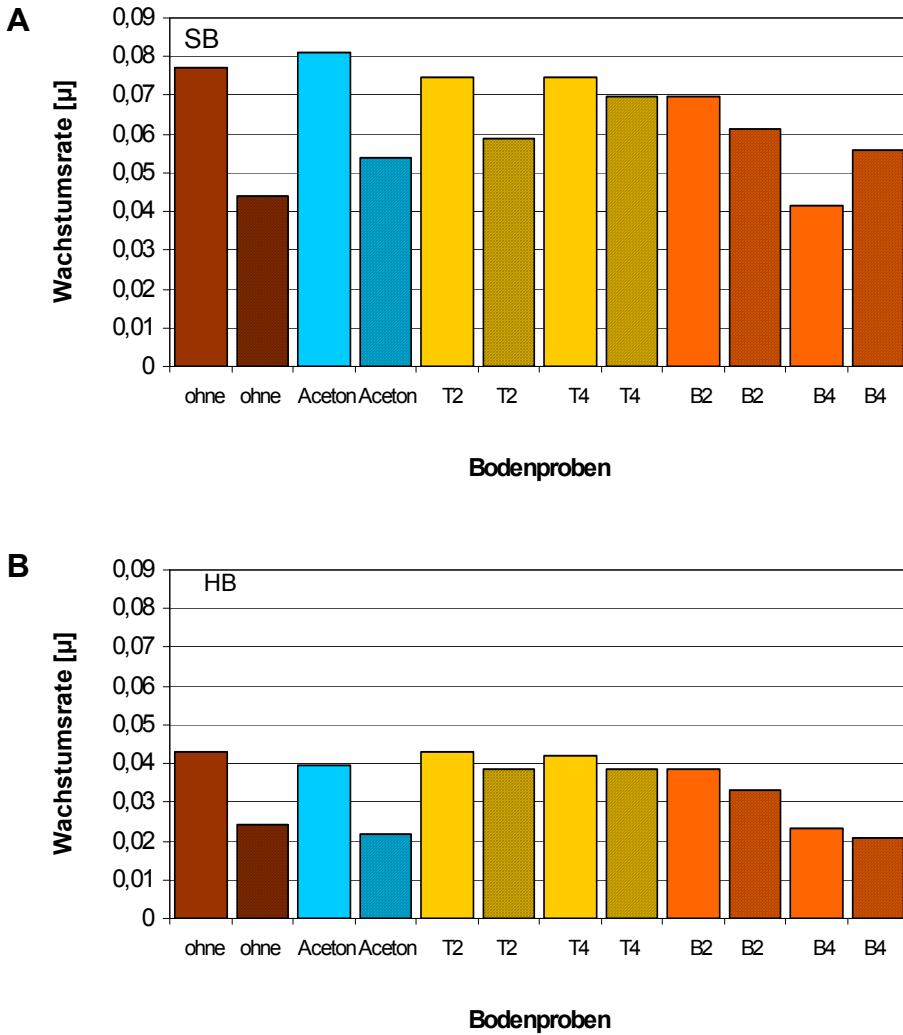 A
SB
Wachstumsrate [µ]
0,09
0,08
0,07
0,06
0,05
0,04
0,03
0,02
0,01
0
ohne ohne Aceton Aceton T2 T2 T4 T4 B2 B2 B4 B4
Bodenproben
B
HB
Wachstumsrate [µ]
0,09
0,08
0,07
0,06
0,05
0,04
0,03
0,02
0,01
0
ohne ohne Aceton Aceton T2 T2 T4 T4 B2 B2 B4 B4
Bodenproben